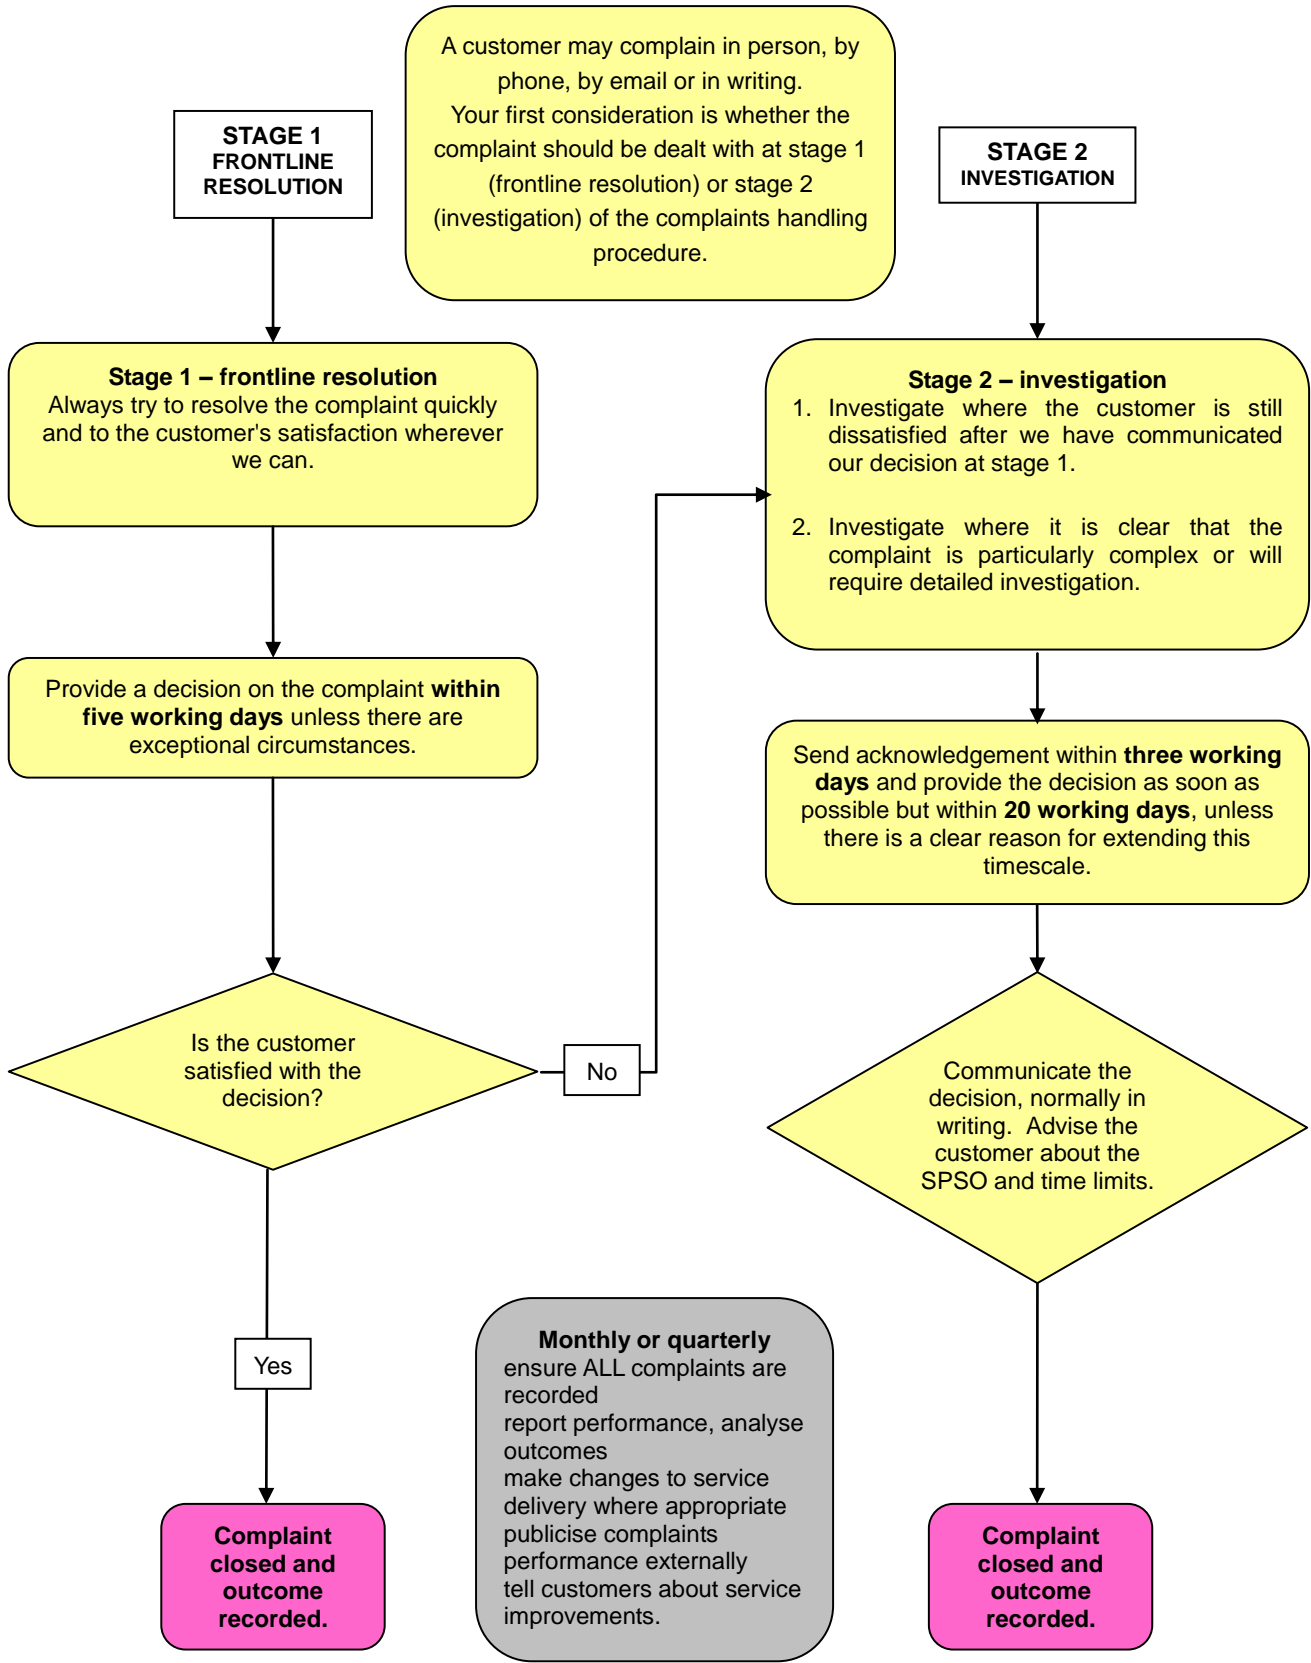 A customer may complain in person, by
phone, by email or in writing.
Your first consideration is whether the
complaint should be dealt with at stage 1
(frontline resolution) or stage 2
(investigation) of the complaints handling
procedure.
STAGE 1
FRONTLINE
RESOLUTION
STAGE 2
INVESTIGATION
Stage 1 – frontline resolution
Always try to resolve the complaint quickly
and to the customer's satisfaction wherever
we can.
Provide a decision on the complaint within
five working days unless there are
exceptional circumstances.
Is the customer
satisfied with the
decision?
No
Yes
Complaint
closed and
outcome
recorded.
Stage 2 – investigation
1. Investigate where the customer is still
dissatisfied after we have communicated
our decision at stage 1.
2. Investigate where it is clear that the
complaint is particularly complex or will
require detailed investigation.
Send acknowledgement within three working
days and provide the decision as soon as
possible but within 20 working days, unless
there is a clear reason for extending this
timescale.
Communicate the
decision, normally in
writing. Advise the
customer about the
SPSO and time limits.
Monthly or quarterly
ensure ALL complaints are
recorded
report performance, analyse
outcomes
make changes to service
delivery where appropriate
publicise complaints
performance externally
tell customers about service
improvements.
Complaint
closed and
outcome
recorded.